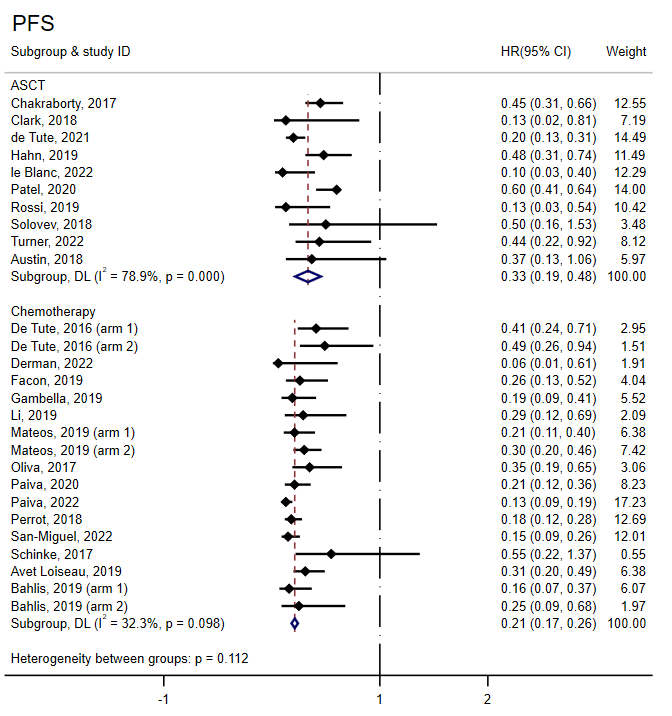 PFS
Subgroup & study ID HR(95% CI) Weight
ASCT
Chakraborty, 2017 0.45 (0.31, 0.66) 12.55
Clark, 2018 0.13 (0.02, 0.81) 7.19
de Tute, 2021 0.20 (0.13, 0.31) 14.49
Hahn, 2019 0.48 (0.31, 0.74) 11.49
le Blanc, 2022 0.10 (0.03, 0.40) 12.29
Patel, 2020 0.60 (0.41, 0.64) 14.00
Rossi, 2019 0.13 (0.03, 0.54) 10.42
Solovev, 2018 0.50 (0.16, 1.53) 3.48
Turner, 2022 0.44 (0.22, 0.92) 8.12
Austin, 2018 0.37 (0.13, 1.06) 5.97
Subgroup, DL (I² = 78.9%, p = 0.000) 0.33 (0.19, 0.48) 100.00
Chemotherapy
De Tute, 2016 (arm 1) 0.41 (0.24, 0.71) 2.95
De Tute, 2016 (arm 2) 0.49 (0.26, 0.94) 1.51
Derman, 2022 0.06 (0.01, 0.61) 1.91
Facon, 2019 0.26 (0.13, 0.52) 4.04
Gambella, 2019 0.19 (0.09, 0.41) 5.52
Li, 2019 0.29 (0.12, 0.69) 2.09
Mateos, 2019 (arm 1) 0.21 (0.11, 0.40) 6.38
Mateos, 2019 (arm 2) 0.30 (0.20, 0.46) 7.42
Oliva, 2017 0.35 (0.19, 0.65) 3.06
Paiva, 2020 0.21 (0.12, 0.36) 8.23
Paiva, 2022 0.13 (0.09, 0.19) 17.23
Perrot, 2018 0.18 (0.12, 0.28) 12.69
San-Miguel, 2022 0.15 (0.09, 0.26) 12.01
Schinke, 2017 0.55 (0.22, 1.37) 0.55
Avet Loiseau, 2019 0.31 (0.20, 0.49) 6.38
Bahlis, 2019 (arm 1) 0.16 (0.07, 0.37) 6.07
Bahlis, 2019 (arm 2) 0.25 (0.09, 0.68) 1.97
Subgroup, DL (I² = 32.3%, p = 0.098) 0.21 (0.17, 0.26) 100.00
Heterogeneity between groups: p = 0.112
-1 1 2